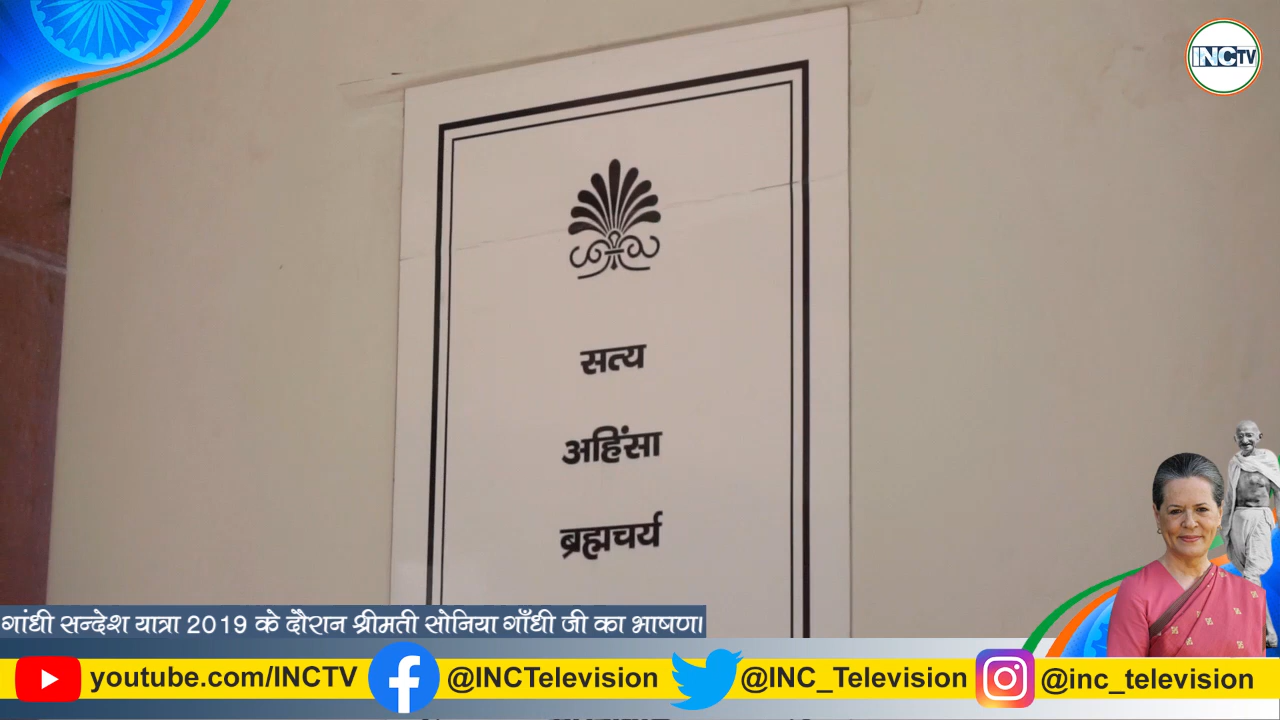 INCTV
सत्य
अहिंसा
ब्रह्मचर्य
गांधी सन्देश यात्रा 2019 के दौरान श्रीमती सोनिया गाँधी जी का भाषण।
youtube.com/INCTV
@INCTelevision
@INC_Television
@inc_television